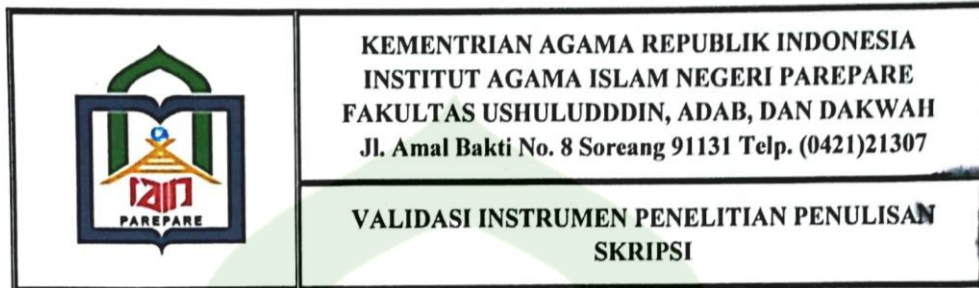 KEMENTRIAN AGAMA REPUBLIK INDONESIA
INSTITUT AGAMA ISLAM NEGERI PAREPARE
FAKULTAS USHULUDDDIN, ADAB, DAN DAKWAH
Jl. Amal Bakti No. 8 Soreang 91131 Telp. (0421)21307
iain
PAREPARE
VALIDASI INSTRUMEN PENELITIAN PENULISAN
SKRIPSI